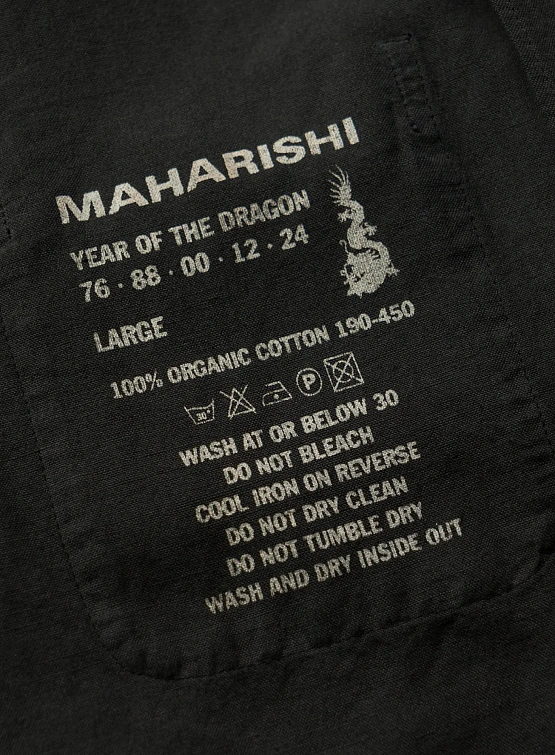 MAHARISHI
YEAR OF THE DRAGON
76 · 88 · 00 · 12 · 24
LARGE
100% ORGANIC COTTON 190-450
30° P
WASH AT OR BELOW 30
DO NOT BLEACH
COOL IRON ON REVERSE
DO NOT DRY CLEAN
DO NOT TUMBLE DRY
WASH AND DRY INSIDE OUT